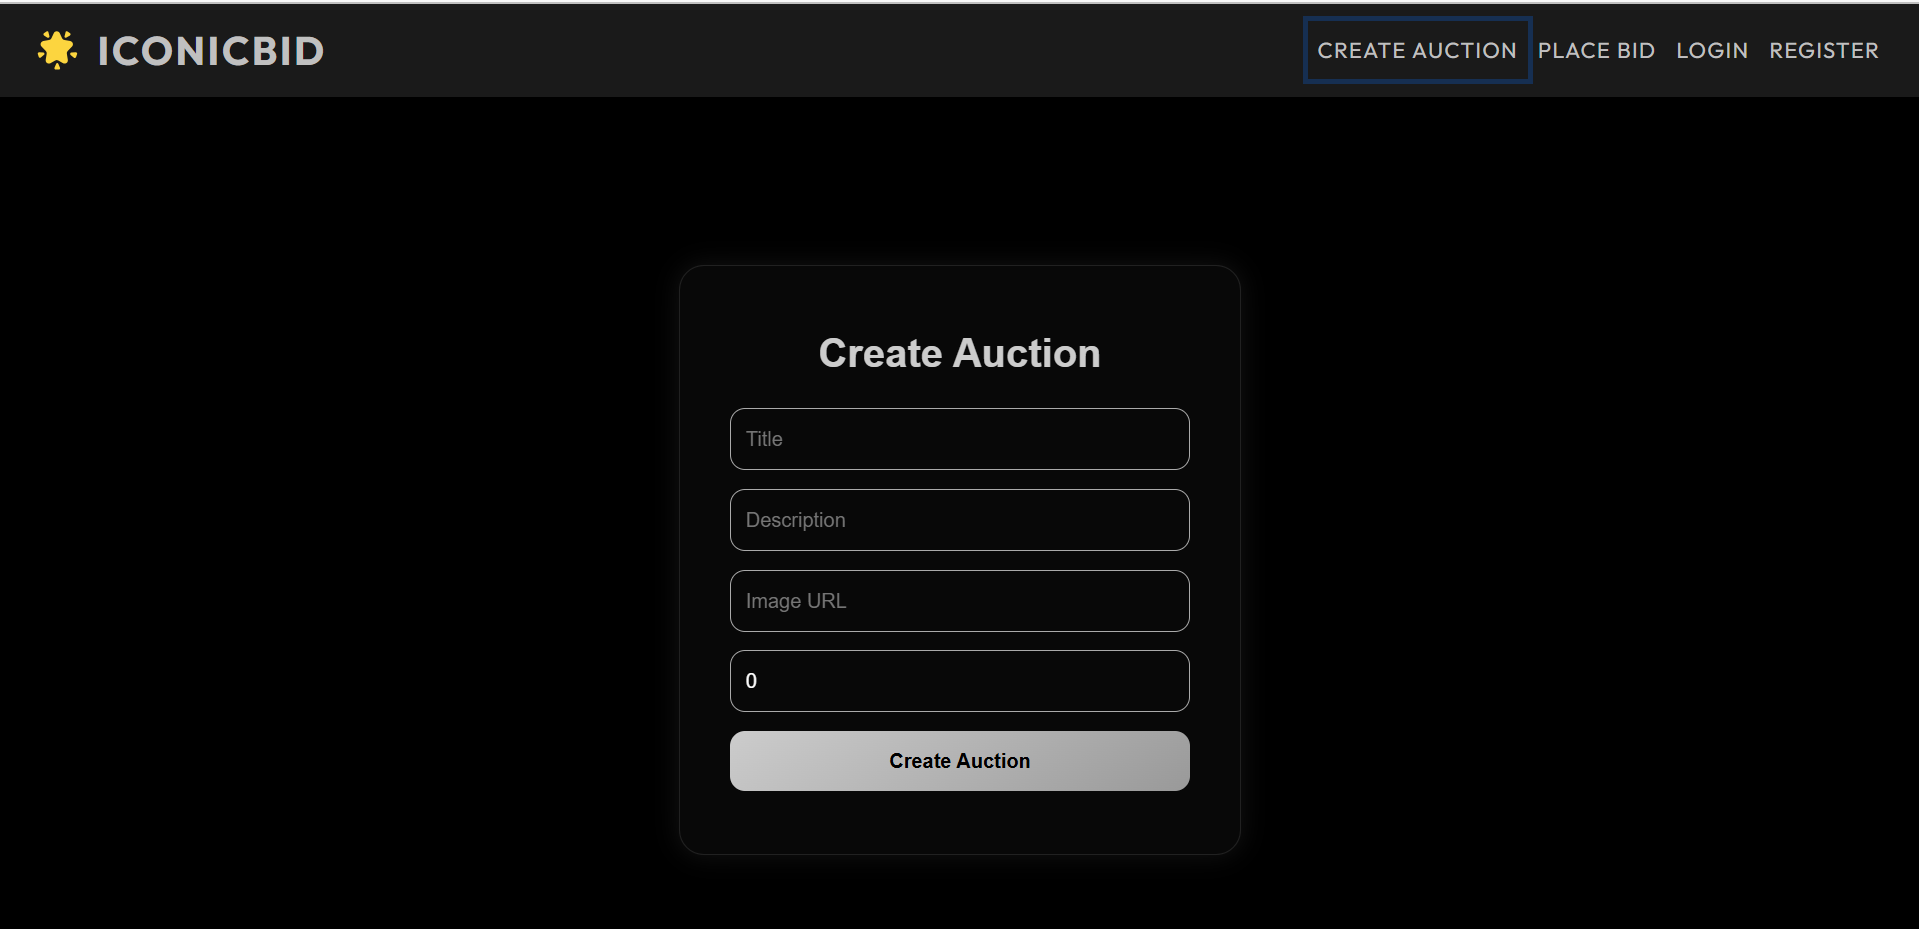 ICONICBID
CREATE AUCTION PLACE BID LOGIN REGISTER
Create Auction
Title
Description
Image URL
0
Create Auction